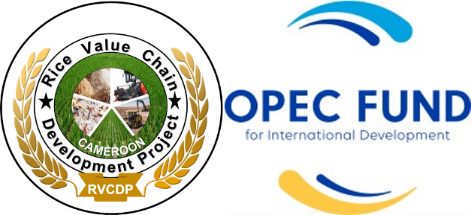 Rice Value Chain
Development Project
CAMEROON
RVCDP
OPEC FUND
for International Development